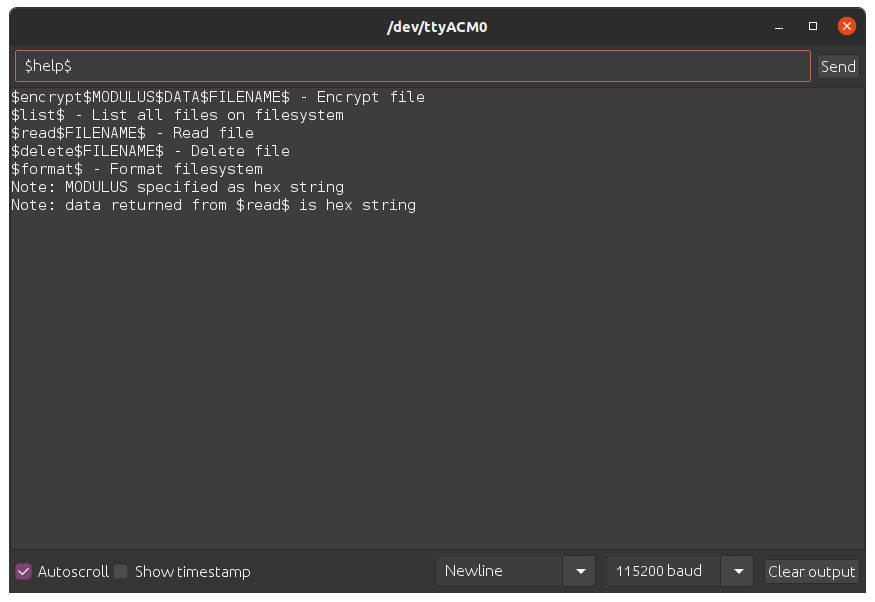 /dev/ttyACM0
$help$
Send
$encrypt$MODULUS$DATA$FILENAME$ - Encrypt file
$list$ - List all files on filesystem
$read$FILENAME$ - Read file
$delete$FILENAME$ - Delete file
$format$ - Format filesystem
Note: MODULUS specified as hex string
Note: data returned from $read$ is hex string
Autoscroll
Show timestamp
Newline
115200 baud
Clear output